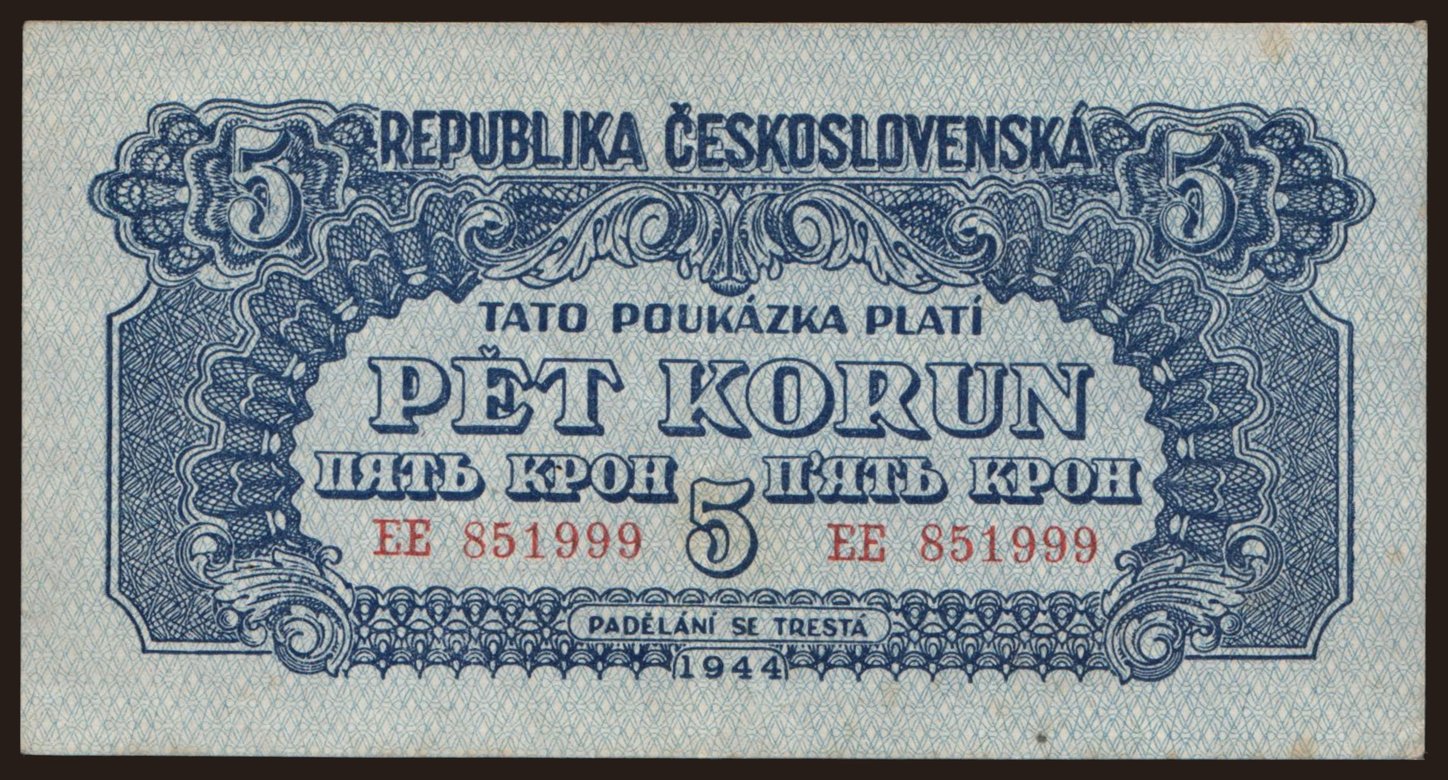 5 REPUBLIKA ČESKOSLOVENSKÁ 5
TATO POUKÁZKA PLATÍ
PĚT KORUN
ПЯТЬ КРОН П'ЯТЬ КРОН
EE 851999 5 EE 851999
PADĚLÁNÍ SE TRESTÁ
1944